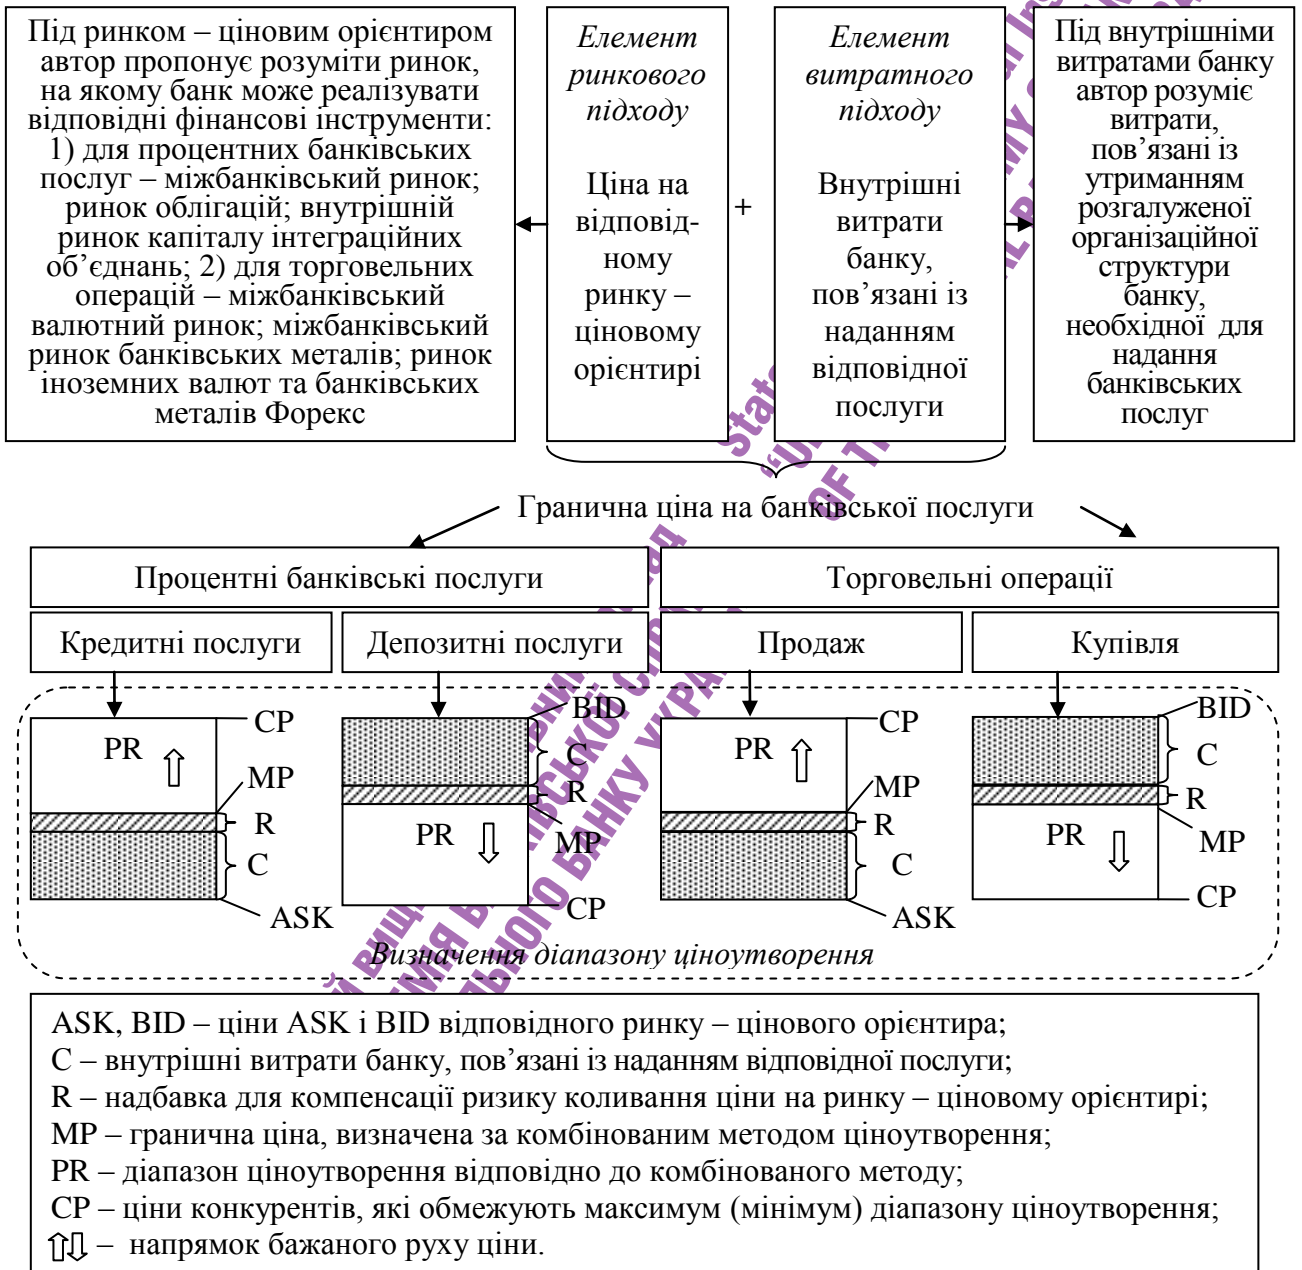 Під ринком – ціновим орієнтиром
автор пропонує розуміти ринок,
на якому банк може реалізувати
відповідні фінансові інструменти:
1) для процентних банківських
послуг – міжбанківський ринок;
ринок облігацій; внутрішній
ринок капіталу інтеграційних
об’єднань; 2) для торговельних
операцій – міжбанківський
валютний ринок; міжбанківський
ринок банківських металів; ринок
іноземних валют та банківських
металів Форекс
Елемент
ринкового
підходу
Ціна на
відповід-
ному
ринку –
ціновому
орієнтирі
+
Елемент
витратного
підходу
Внутрішні
витрати
банку,
пов’язані із
наданням
відповідної
послуги
Під внутрішніми
витратами банку
автор розуміє
витрати,
пов’язані із
утриманням
розгалуженої
організаційної
структури
банку,
необхідної для
надання
банківських
послуг
Гранична ціна на банківської послуги
Процентні банківські послуги
Торговельні операції
Кредитні послуги
Депозитні послуги
Продаж
Купівля
CP
PR
MP
R
C
ASK
BID
C
R
PR
MP
CP
CP
PR
MP
R
C
ASK
BID
C
R
PR
MP
CP
Визначення діапазону ціноутворення
ASK, BID – ціни ASK і BID відповідного ринку – цінового орієнтира;
C – внутрішні витрати банку, пов’язані із наданням відповідної послуги;
R – надбавка для компенсації ризику коливання ціни на ринку – ціновому орієнтирі;
MP – гранична ціна, визначена за комбінованим методом ціноутворення;
PR – діапазон ціноутворення відповідно до комбінованого методу;
CP – ціни конкурентів, які обмежують максимум (мінімум) діапазону ціноутворення;
⇧⇩ – напрямок бажаного руху ціни.